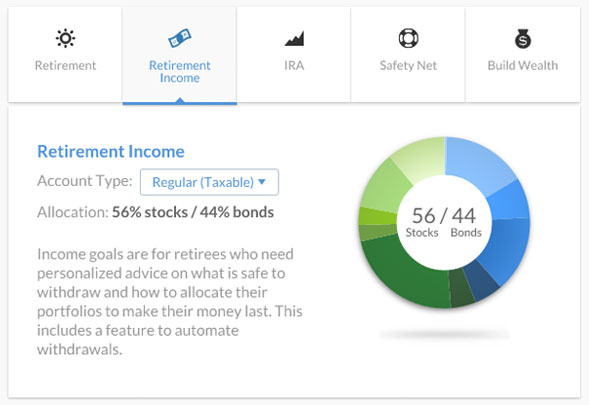 Retirement
Retirement
Income
IRA
Safety Net
Build Wealth
Retirement Income
Account Type: Regular (Taxable)
Allocation: 56% stocks / 44% bonds
Income goals are for retirees who need
personalized advice on what is safe to
withdraw and how to allocate their
portfolios to make their money last. This
includes a feature to automate
withdrawals.
56 / 44
Stocks Bonds